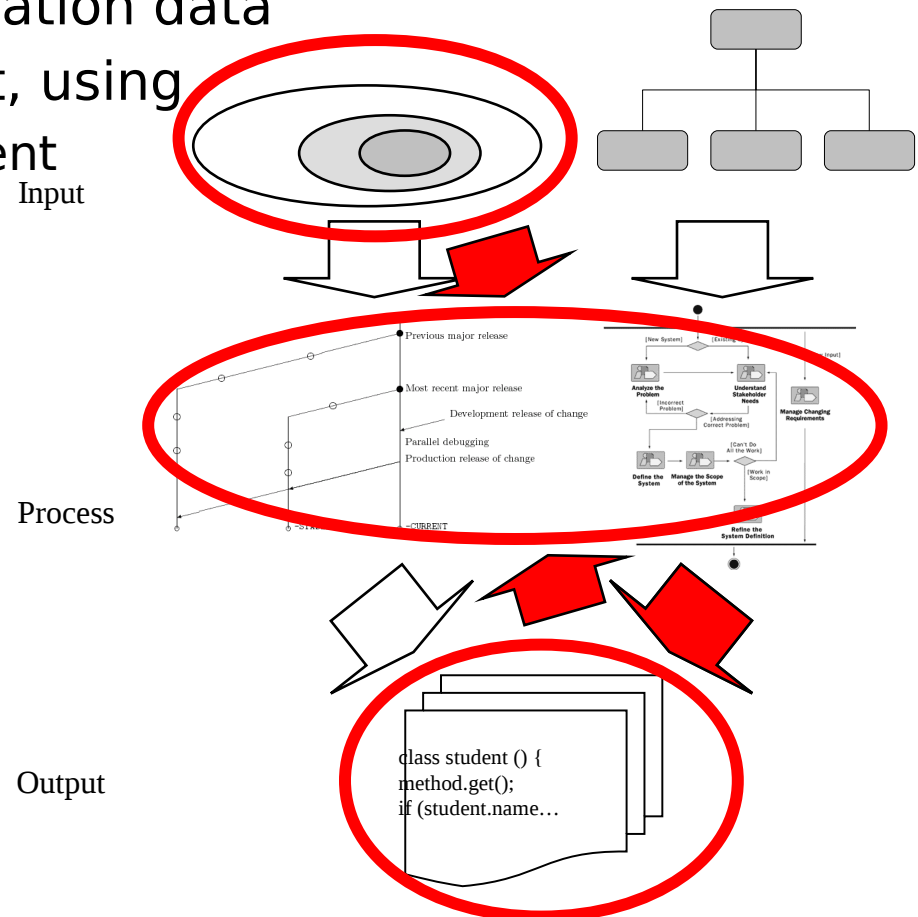 ation data
, using
ent
Input
Previous major release
Most recent major release
Development release of change
Parallel debugging
Production release of change
-CURRENT
[New System]
Analyze the
Problem
Understand
Stakeholder
Needs
Input]
Manage Changing
Requirements
[Incorrect
Problem]
[Addressing
Correct Problem]
[Can't Do
All the Work]
Define the
System
Manage the Scope
of the System
[Work in
Scope]
Refine the
System Definition
Process
Output
class student () {
method.get();
if (student.name…